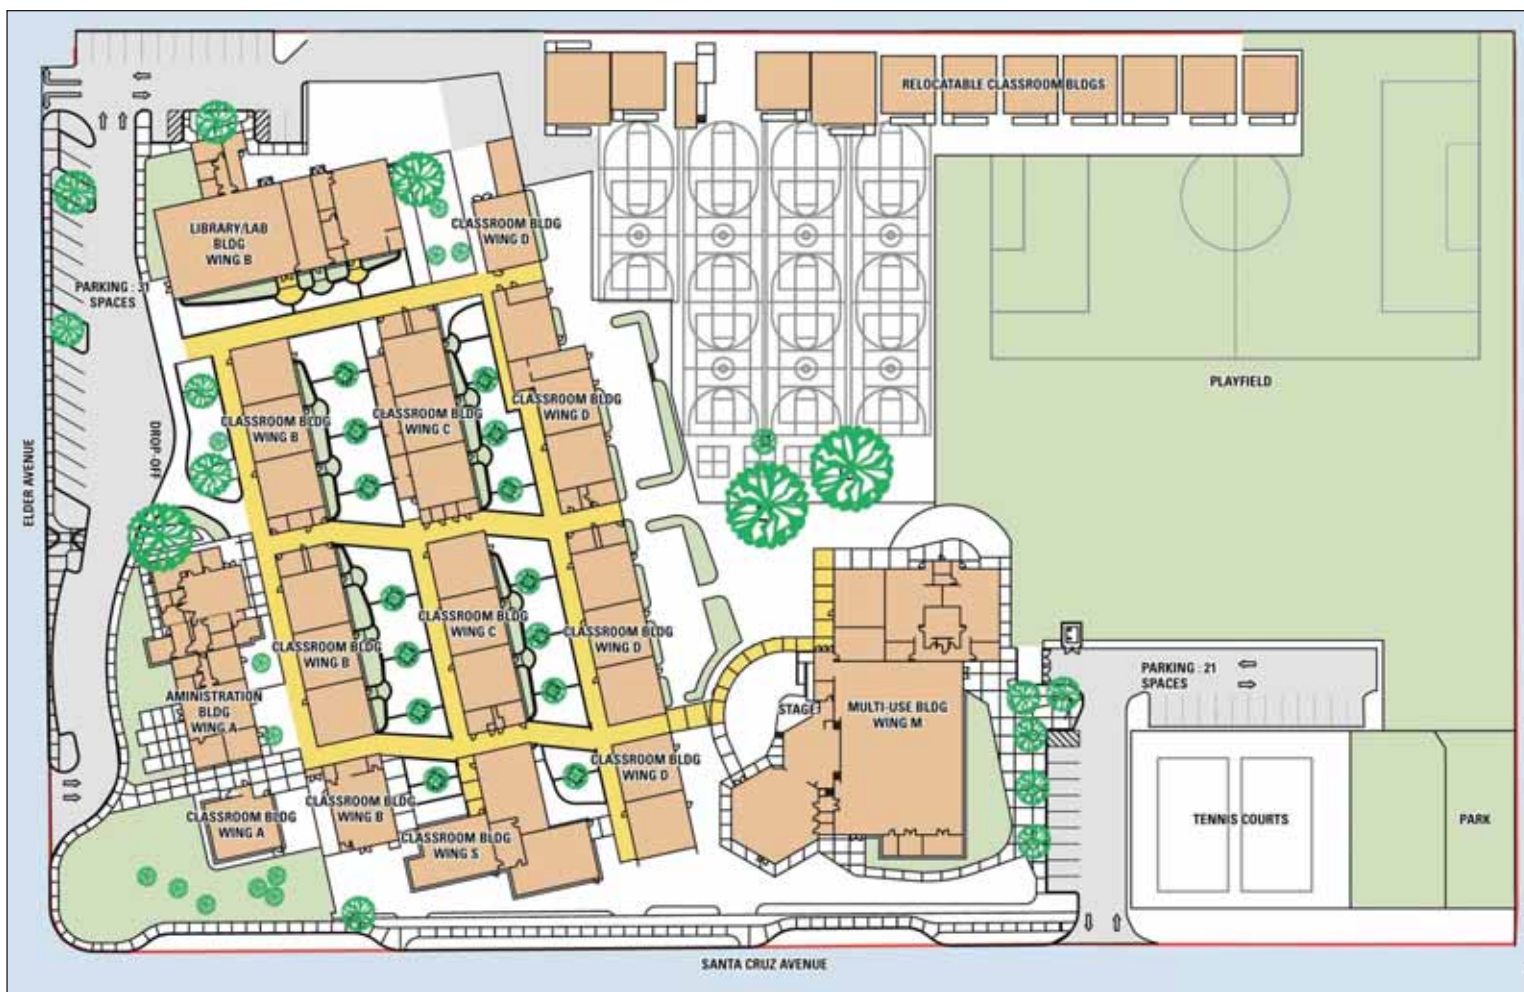 RELOCATABLE CLASSROOM BLDGS
LIBRARY/LAB
BLDG
WING B
CLASSROOM BLDG
WING D
PARKING : 31
SPACES
PLAYFIELD
CLASSROOM BLDG
WING B
CLASSROOM BLDG
WING C
CLASSROOM BLDG
WING D
DROP-OFF
ELDER AVENUE
CLASSROOM BLDG
WING B
CLASSROOM BLDG
WING C
CLASSROOM BLDG
WING D
AMINISTRATION
BLDG
WING A
STAGE
MULTI-USE BLDG
WING M
PARKING : 21
SPACES
CLASSROOM BLDG
WING D
CLASSROOM BLDG
WING A
CLASSROOM BLDG
WING B
CLASSROOM BLDG
WING S
TENNIS COURTS
PARK
SANTA CRUZ AVENUE